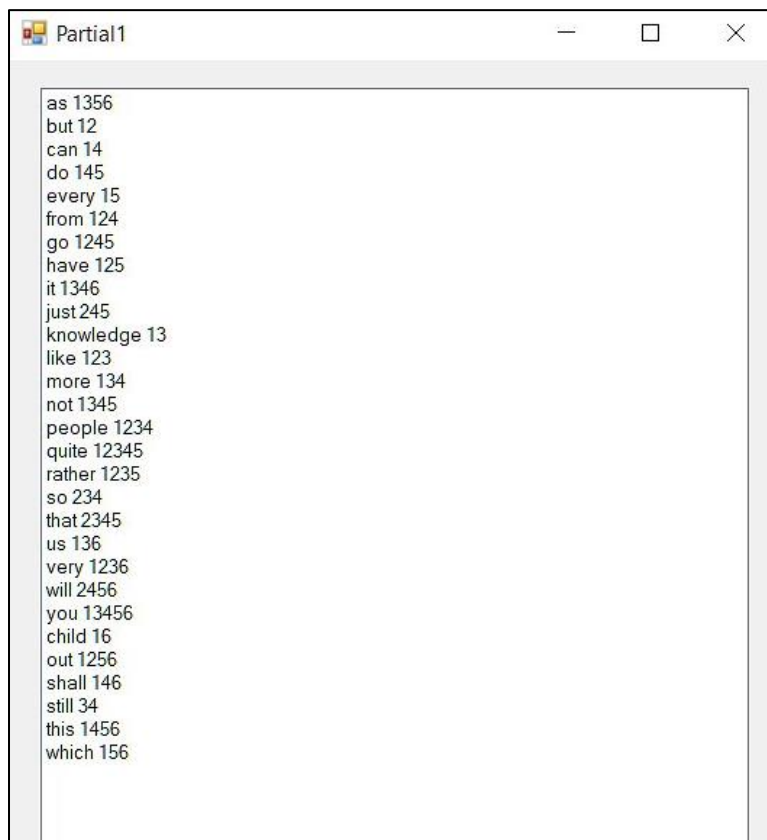 Partial1
as 1356
but 12
can 14
do 145
every 15
from 124
go 1245
have 125
it 1346
just 245
knowledge 13
like 123
more 134
not 1345
people 1234
quite 12345
rather 1235
so 234
that 2345
us 136
very 1236
will 2456
you 13456
child 16
out 1256
shall 146
still 34
this 1456
which 156